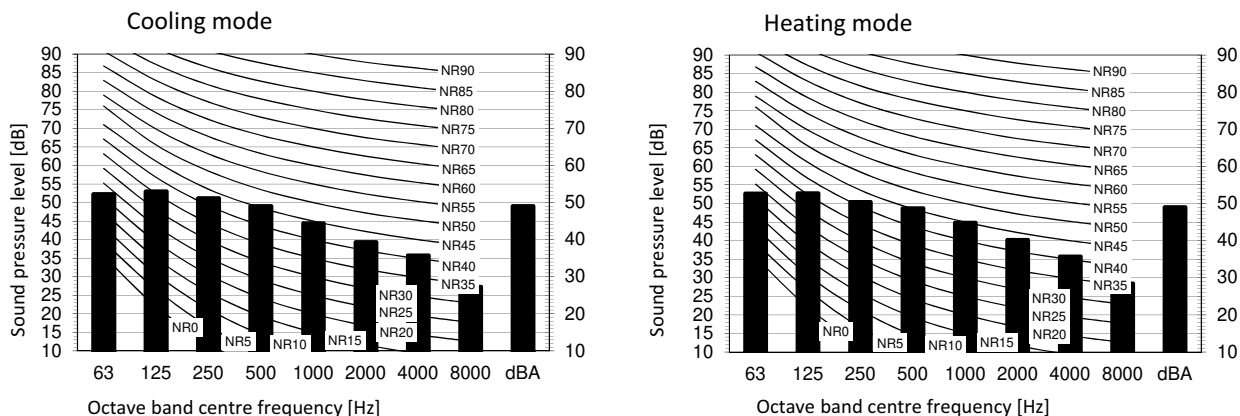 Cooling mode
Sound pressure level [dB]
90
85
80
75
70
65
60
55
50
45
40
35
30
25
20
15
10
NR90
NR85
NR80
NR75
NR70
NR65
NR60
NR55
NR50
NR45
NR40
NR35
NR30
NR25
NR20
NR0
NR5
NR10
NR15
90
80
70
60
50
40
30
20
10
63 125 250 500 1000 2000 4000 8000 dBA
Octave band centre frequency [Hz]
Heating mode
Sound pressure level [dB]
90
85
80
75
70
65
60
55
50
45
40
35
30
25
20
15
10
NR90
NR85
NR80
NR75
NR70
NR65
NR60
NR55
NR50
NR45
NR40
NR35
NR30
NR25
NR20
NR0
NR5
NR10
NR15
90
80
70
60
50
40
30
20
10
63 125 250 500 1000 2000 4000 8000 dBA
Octave band centre frequency [Hz]